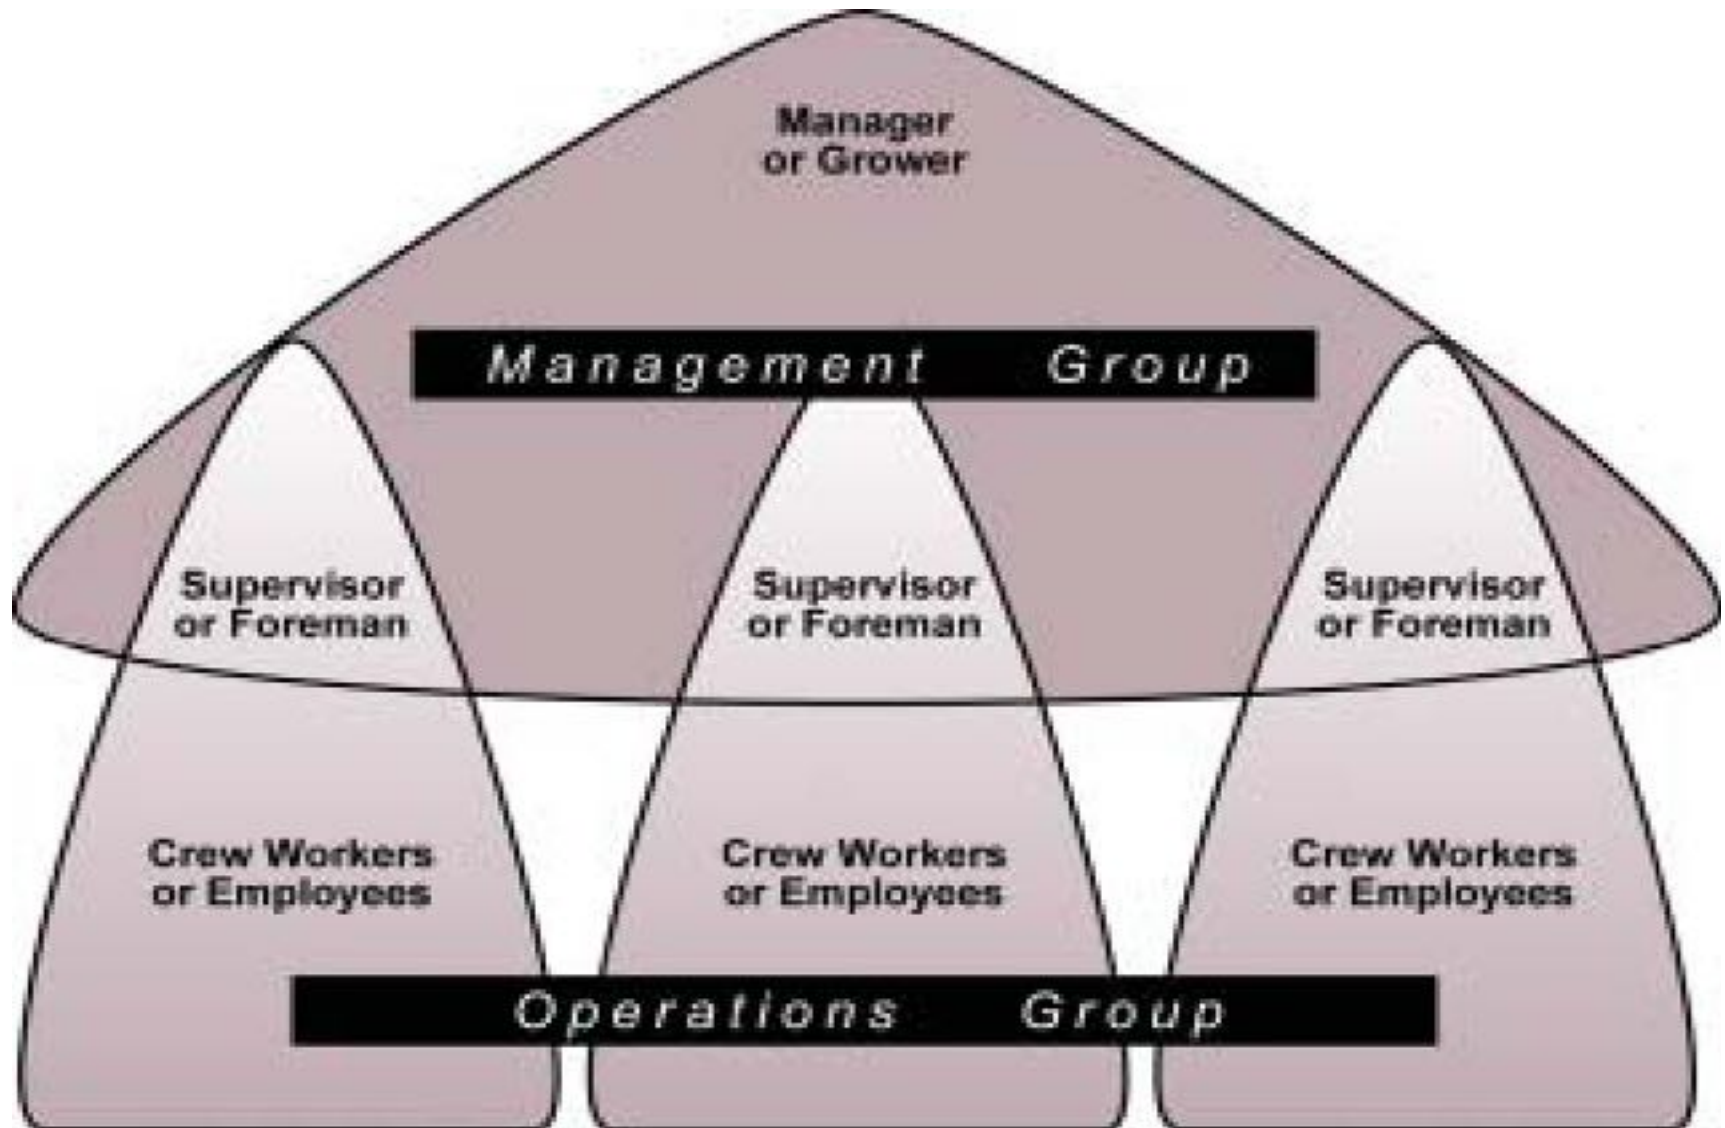 Manager
or Grower
Management Group
Supervisor
or Foreman
Supervisor
or Foreman
Supervisor
or Foreman
Crew Workers
or Employees
Crew Workers
or Employees
Crew Workers
or Employees
Operations Group